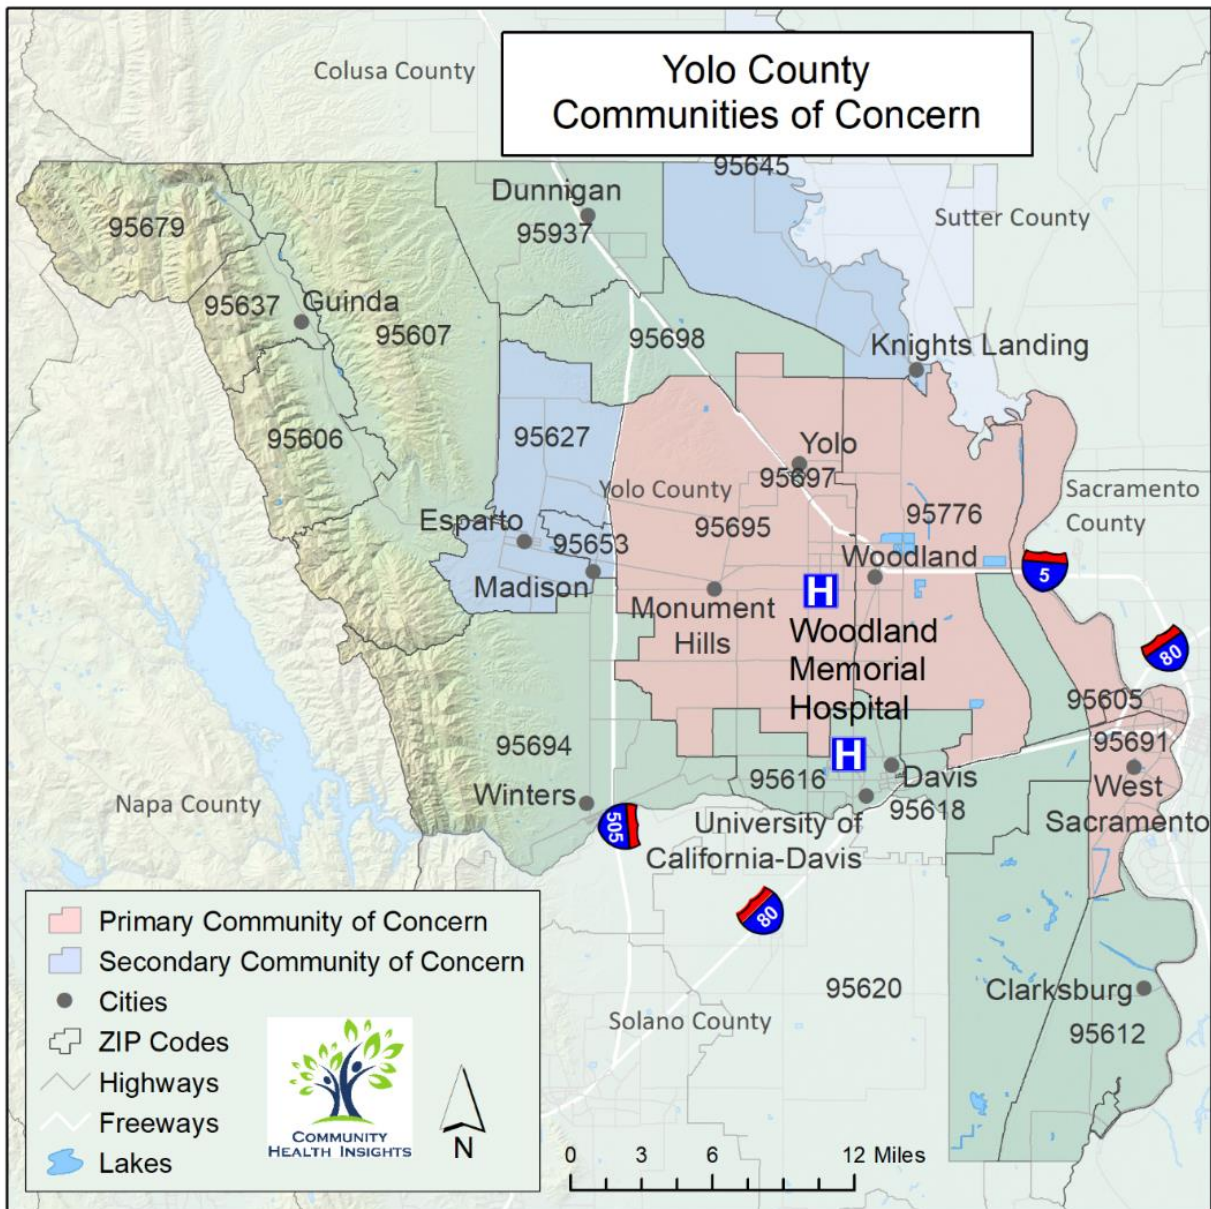 Yolo County
Communities of Concern
Colusa County
95645
Dunnigan
95937
Sutter County
95679
95637
Guinda
95607
95698
Knights Landing
95606
95627
Yolo
95697
Yolo County
Sacramento
County
95695
95776
Esparto
95653
Madison
Woodland
5
Monument
Hills
H
Woodland
Memorial
Hospital
80
95605
95694
95691
H
95616
Davis
West
Sacramento
Napa County
Winters
95618
505
University of
California-Davis
80
95620
Clarksburg
Solano County
95612
Primary Community of Concern
Secondary Community of Concern
Cities
ZIP Codes
Highways
Freeways
Lakes
COMMUNITY
HEALTH INSIGHTS
N
0 3 6 12 Miles